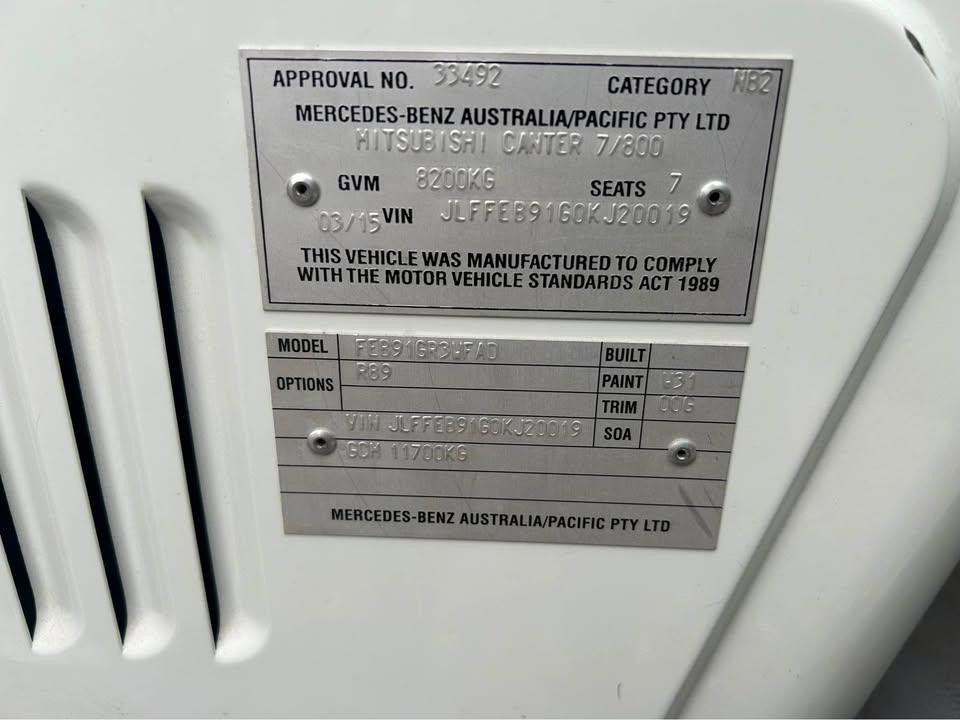 APPROVAL NO. 33492 CATEGORY NB2
MERCEDES-BENZ AUSTRALIA/PACIFIC PTY LTD
MITSUBISHI CANTER 7/800
GVM 8200KG SEATS 7
03/15 VIN JLFFEB91G0KJ20019
THIS VEHICLE WAS MANUFACTURED TO COMPLY
WITH THE MOTOR VEHICLE STANDARDS ACT 1989
MODEL FEB91GR3WFAD BUILT
OPTIONS R89 PAINT W31
TRIM 00G
VIN JLFFEB91G0KJ20019 SOA
GCM 11700KG
MERCEDES-BENZ AUSTRALIA/PACIFIC PTY LTD